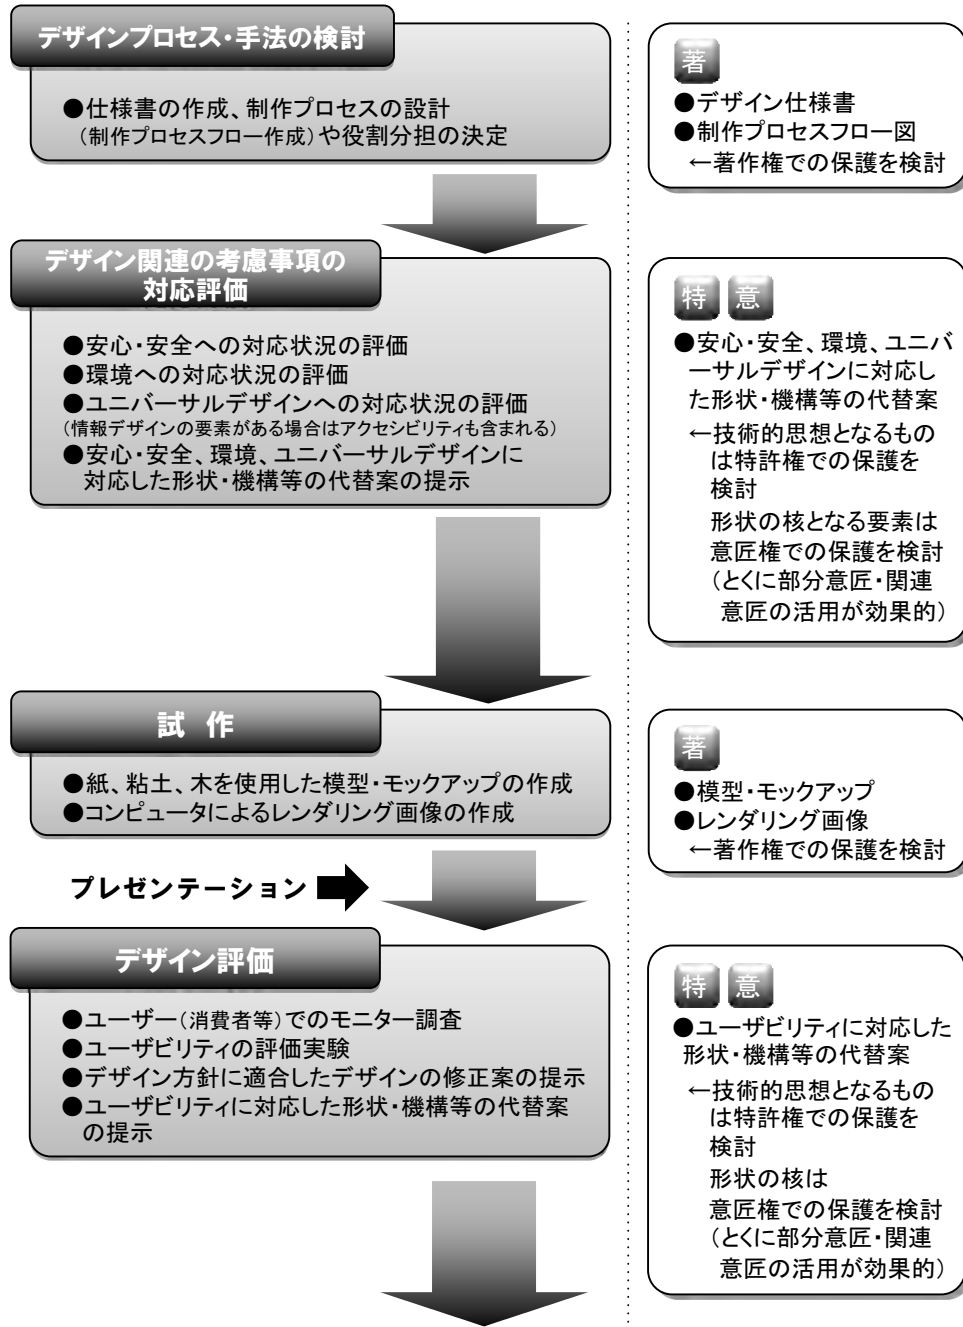 デザインプロセス・手法の検討
●仕様書の作成、制作プロセスの設計
（制作プロセスフロー作成）や役割分担の決定
著
●デザイン仕様書
●制作プロセスフロー図
←著作権での保護を検討
デザイン関連の考慮事項の
対応評価
●安心・安全への対応状況の評価
●環境への対応状況の評価
●ユニバーサルデザインへの対応状況の評価
（情報デザインの要素がある場合はアクセシビリティも含まれる）
●安心・安全、環境、ユニバーサルデザインに
対応した形状・機構等の代替案の提示
特 意
●安心・安全、環境、ユニバ
ーサルデザインに対応し
た形状・機構等の代替案
←技術的思想となるもの
は特許権での保護を
検討
形状の核となる要素は
意匠権での保護を検討
（とくに部分意匠・関連
意匠の活用が効果的）
試 作
●紙、粘土、木を使用した模型・モックアップの作成
●コンピュータによるレンダリング画像の作成
著
●模型・モックアップ
●レンダリング画像
←著作権での保護を検討
プレゼンテーション
デザイン評価
●ユーザー（消費者等）でのモニター調査
●ユーザビリティの評価実験
●デザイン方針に適合したデザインの修正案の提示
●ユーザビリティに対応した形状・機構等の代替案
の提示
特 意
●ユーザビリティに対応した
形状・機構等の代替案
←技術的思想となるもの
は特許権での保護を
検討
形状の核は
意匠権での保護を検討
（とくに部分意匠・関連
意匠の活用が効果的）